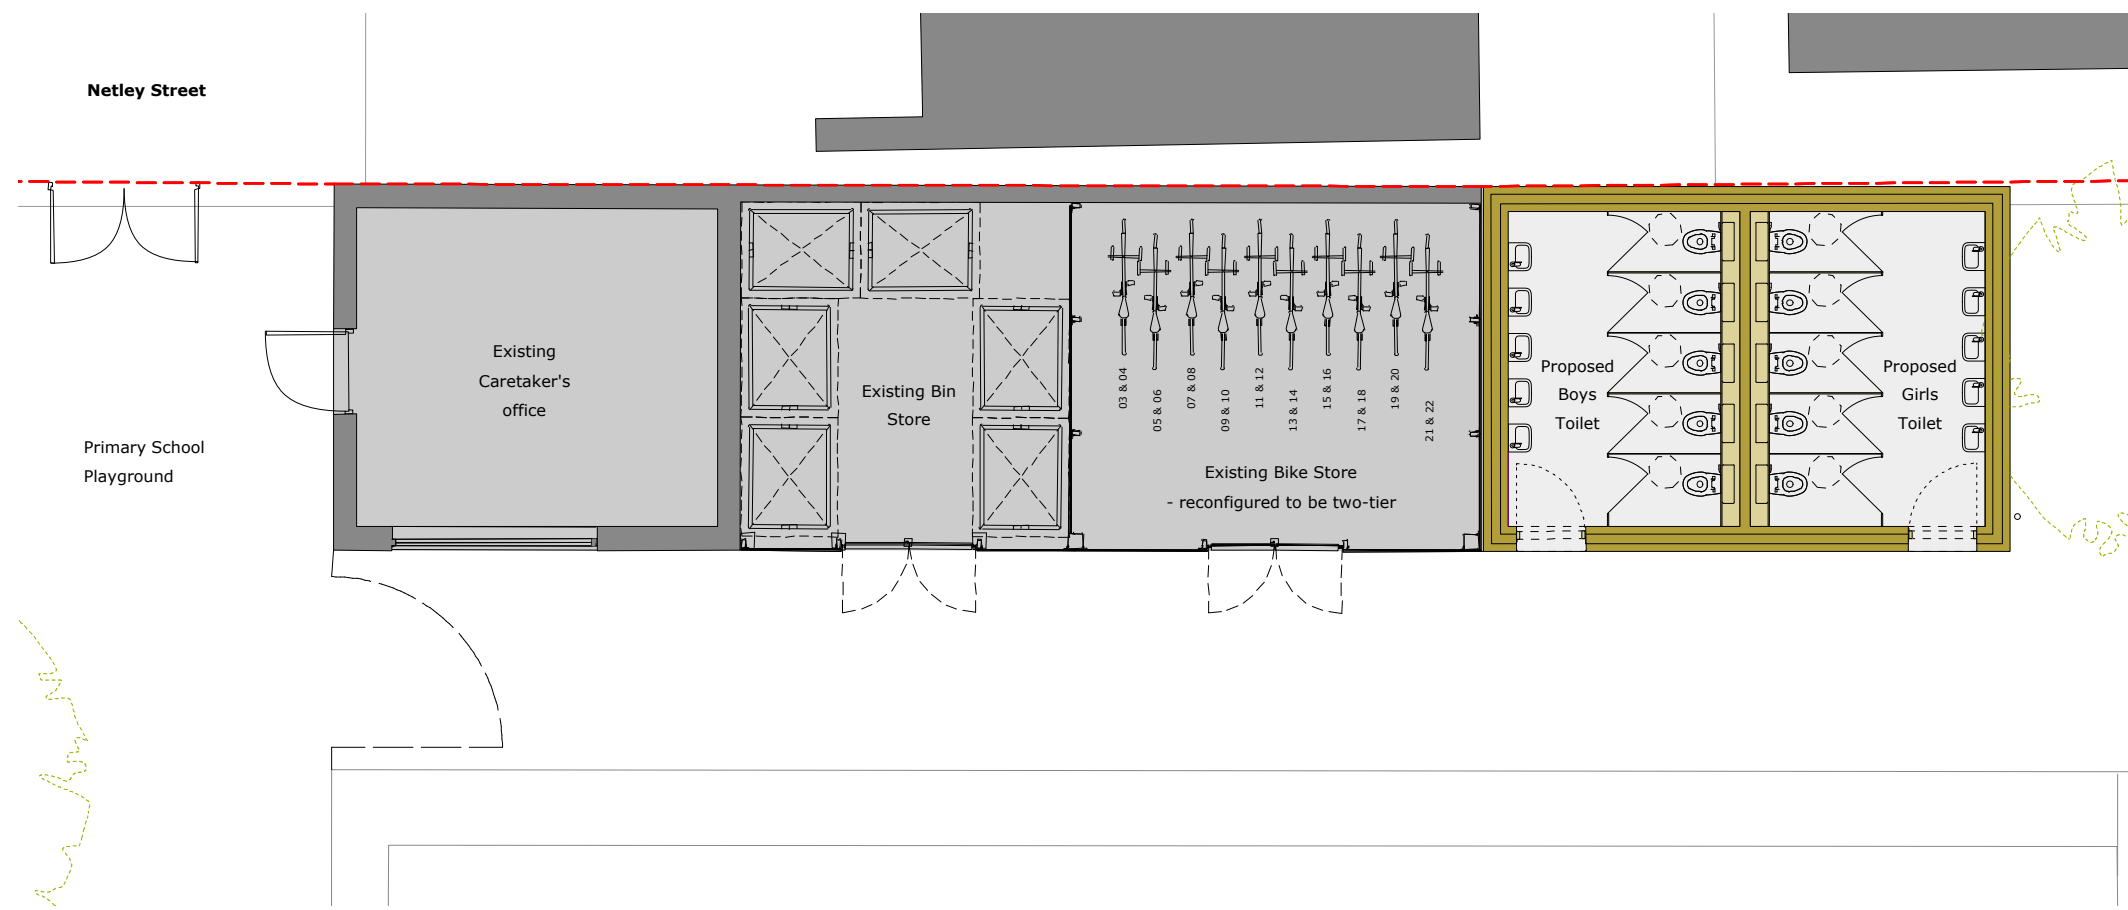 Netley Street
Existing
Caretaker's
office
Primary School
Playground
Existing Bin
Store
03 & 04
05 & 06
07 & 08
09 & 10
11 & 12
13 & 14
15 & 16
17 & 18
19 & 20
21 & 22
Existing Bike Store
- reconfigured to be two-tier
Proposed
Boys
Toilet
Proposed
Girls
Toilet